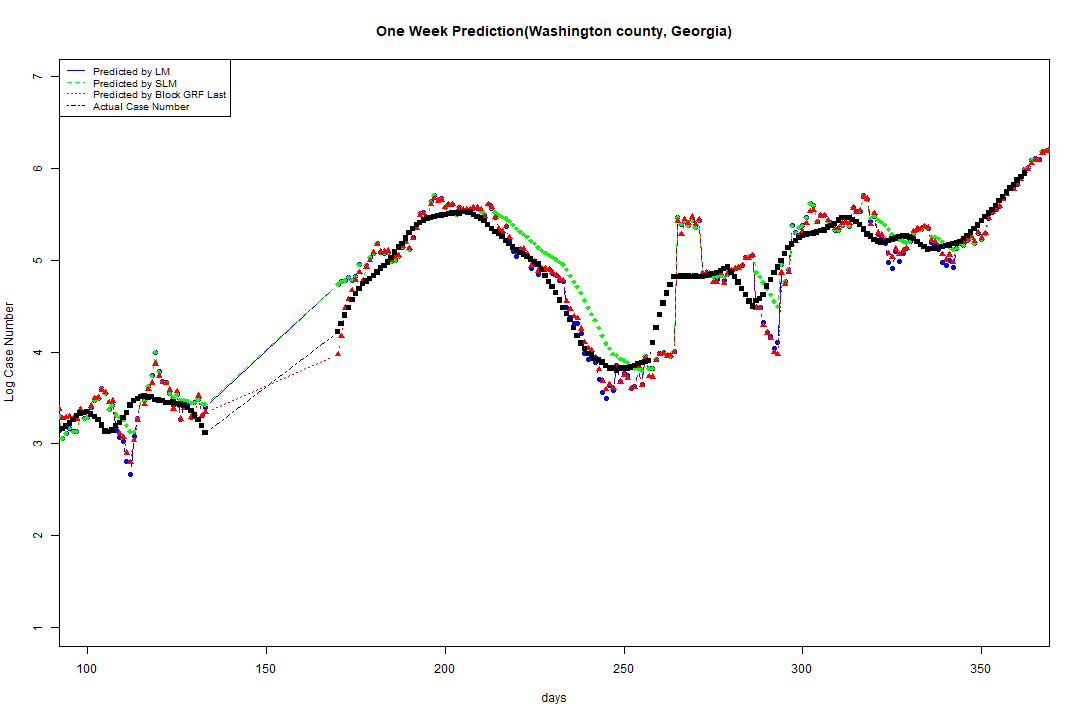 One Week Prediction(Washington county, Georgia)
Predicted by LM
Predicted by SLM
Predicted by Block GRF Last
Actual Case Number
7
6
5
4
3
2
1
Log Case Number
100 150 200 250 300 350
days